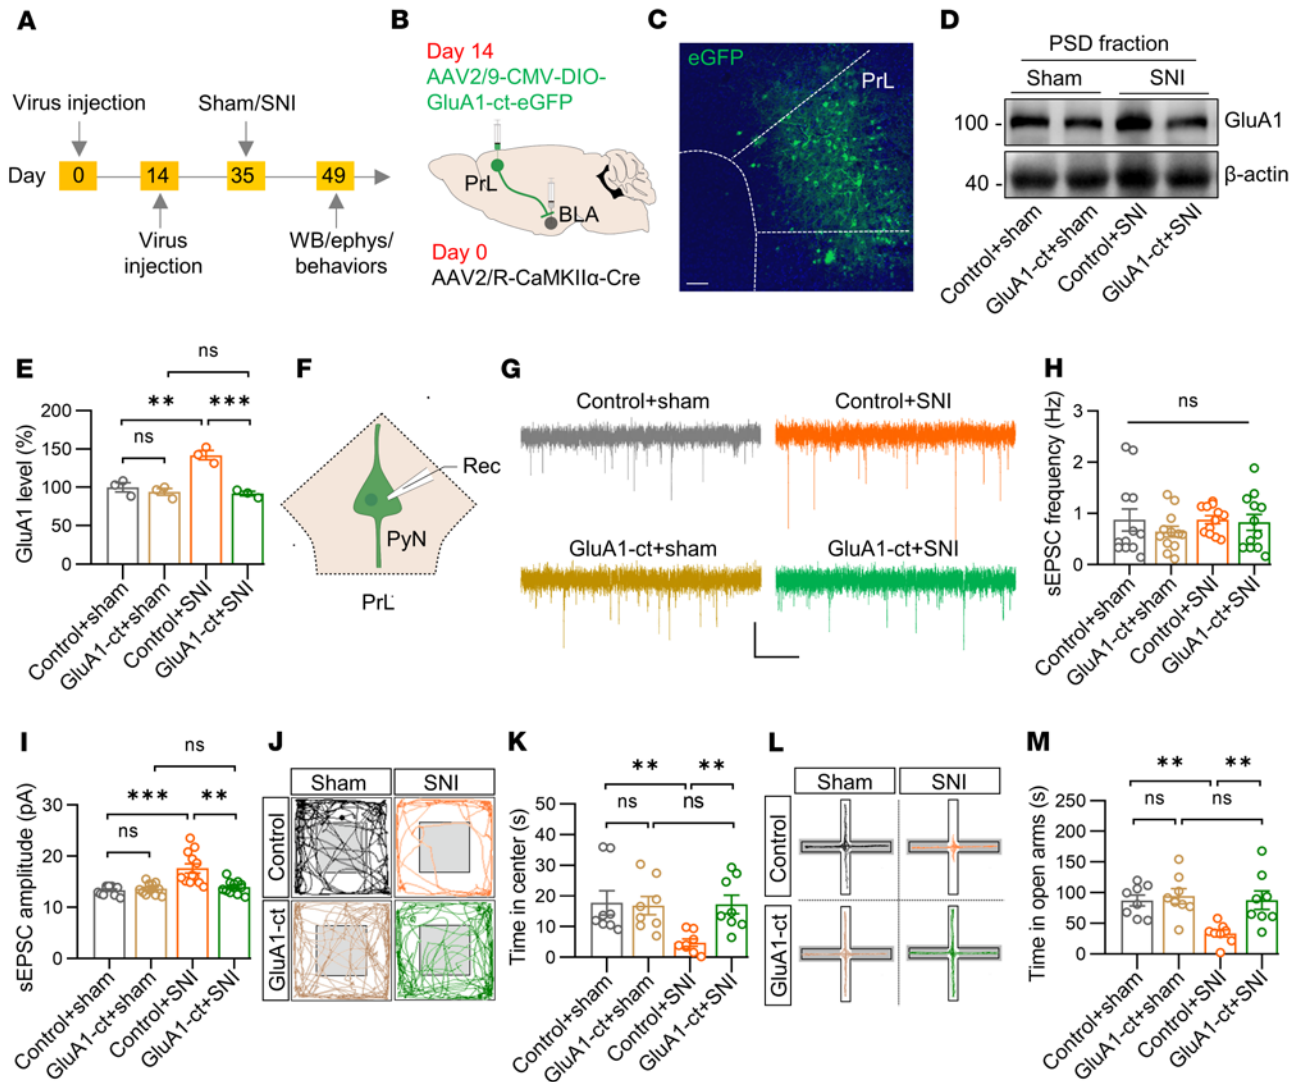 A
Virus injection
Sham/SNI
Day
0
14
35
49
Virus
injection
WB/ephys/
behaviors
B
Day 14
AAV2/9-CMV-DIO-
GluA1-ct-eGFP
PrL
BLA
Day 0
AAV2/R-CaMKIIα-Cre
C
eGFP
PrL
D
PSD fraction
Sham
SNI
100 -
GluA1
40 -
β-actin
Control+sham
GluA1-ct+sham
Control+SNI
GluA1-ct+SNI
E
ns
** ***
ns
GluA1 level (%)
200
150
100
50
0
Control+sham
GluA1-ct+sham
Control+SNI
GluA1-ct+SNI
F
Rec
PyN
PrL
G
Control+sham
Control+SNI
GluA1-ct+sham
GluA1-ct+SNI
H
ns
sEPSC frequency (Hz)
3
2
1
0
Control+sham
GluA1-ct+sham
Control+SNI
GluA1-ct+SNI
I
ns
*** **
ns
sEPSC amplitude (pA)
30
20
10
0
Control+sham
GluA1-ct+sham
Control+SNI
GluA1-ct+SNI
J
Sham
SNI
Control
GluA1-ct
K
** **
ns ns
Time in center (s)
50
40
30
20
10
0
Control+sham
GluA1-ct+sham
Control+SNI
GluA1-ct+SNI
L
Sham
SNI
Control
GluA1-ct
M
** **
ns ns
Time in open arms (s)
250
200
150
100
50
0
Control+sham
GluA1-ct+sham
Control+SNI
GluA1-ct+SNI